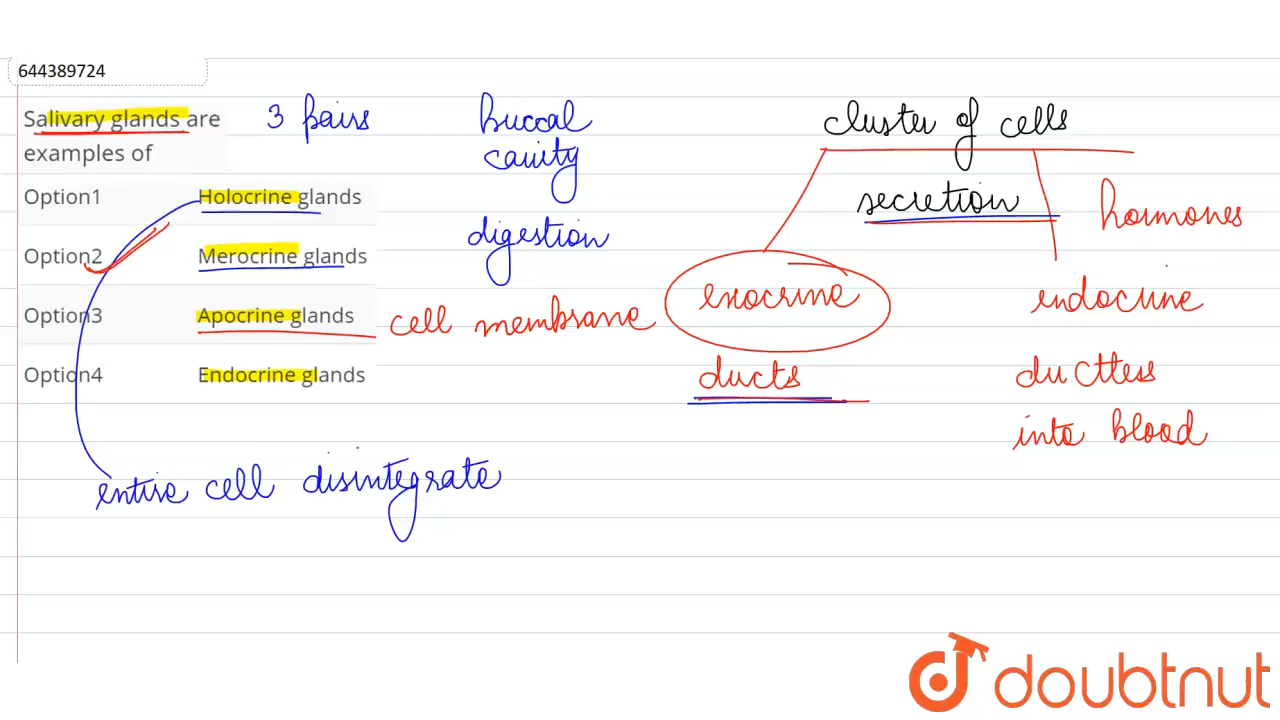 644389724
Salivary glands are
examples of
Option1 Holocrine glands
Option2 Merocrine glands
Option3 Apocrine glands
Option4 Endocrine glands
3 pairs
buccal
cavity
digestion
cell membrane
entire cell disintegrate
cluster of cells
secretion
hormones
exocrine
endocrine
ducts
ducttess
into blood
doubtnut